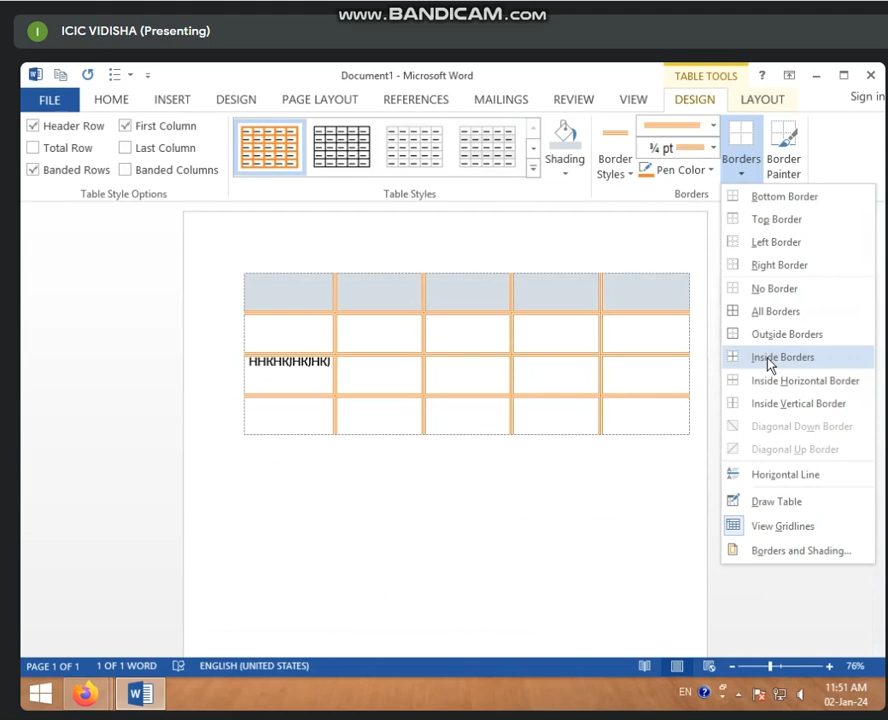 www.BANDICAM.com
I ICIC VIDISHA (Presenting)
Document1 - Microsoft Word
TABLE TOOLS
?
FILE HOME INSERT DESIGN PAGE LAYOUT REFERENCES MAILINGS REVIEW VIEW DESIGN LAYOUT Sign in
Header Row First Column
Total Row Last Column
Banded Rows Banded Columns
Table Style Options
Table Styles
Shading
Border Styles
¾ pt
Pen Color
Borders
Borders
Border Painter
Bottom Border
Top Border
Left Border
Right Border
No Border
All Borders
Outside Borders
Inside Borders
Inside Horizontal Border
Inside Vertical Border
Diagonal Down Border
Diagonal Up Border
Horizontal Line
Draw Table
View Gridlines
Borders and Shading...
HHKHKJHKJHKJ
PAGE 1 OF 1 1 OF 1 WORD ENGLISH (UNITED STATES) 76%
EN 11:51 AM
02-Jan-24